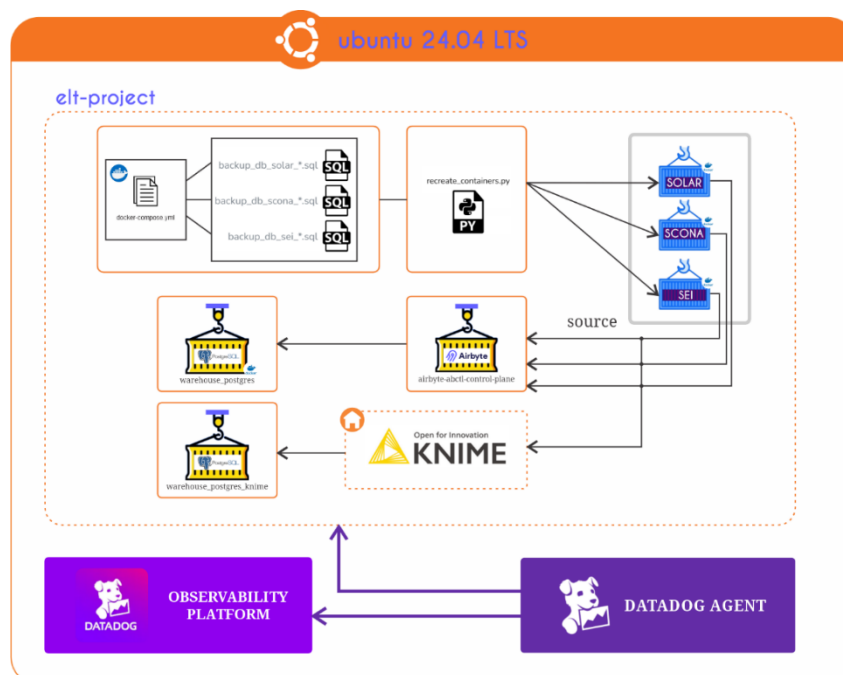 ubuntu 24.04 LTS
elt-project
docker-compose.yml
backup_db_solar_*.sql
SQL
backup_db_scona_*.sql
SQL
backup_db_sei_*.sql
SQL
recreate_containers.py
PY
SOLAR
SCONA
SEI
source
PostgreSQL
warehouse_postgres
Airbyte
airbyte-abctl-control-plane
PostgreSQL
warehouse_postgres_knime
Open for Innovation
KNIME
DATADOG
OBSERVABILITY
PLATFORM
DATADOG AGENT